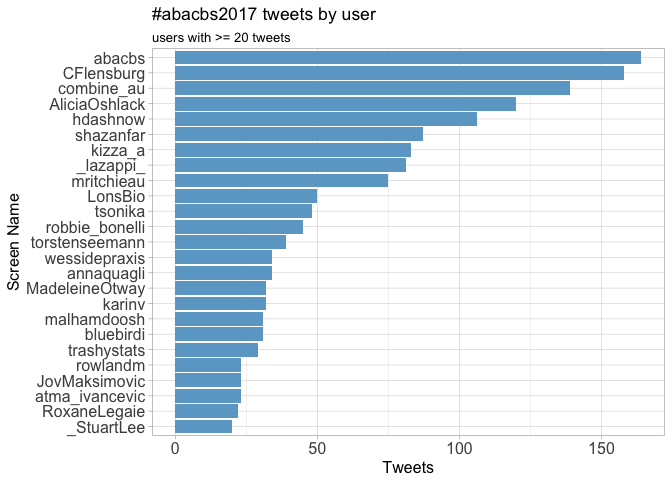 #abacbs2017 tweets by user
users with >= 20 tweets
Screen Name
abacbs
CFlensburg
combine_au
AliciaOshlack
hdashnow
shazanfar
kizza_a
_lazappi_
mritchieau
LonsBio
tsonika
robbie_bonelli
torstenseemann
wessidepraxis
annaquagli
MadeleineOtway
karinv
malhamdoosh
bluebirdi
trashystats
rowlandm
JovMaksimovic
atma_ivancevic
RoxaneLegaie
_StuartLee
0 50 100 150
Tweets